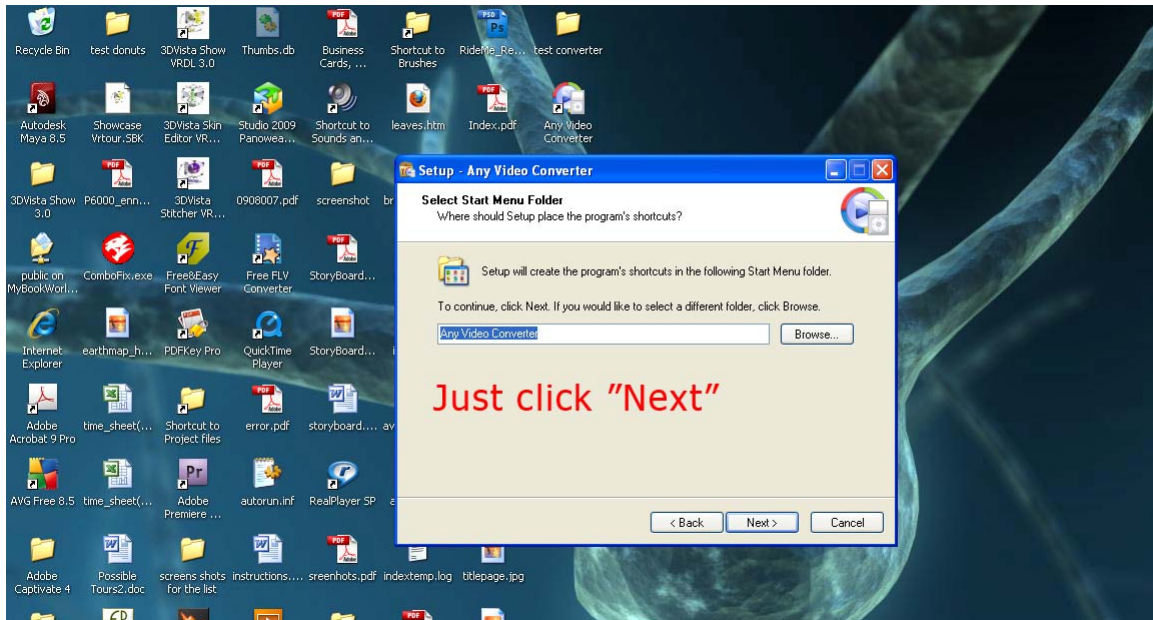 Recycle Bin
test donuts
3DVista Show
VRDL 3.0
Thumbs.db
Business
Cards, ...
Shortcut to
Brushes
RideMe_Re...
test converter
Autodesk
Maya 8.5
Showcase
Vrtour.SBK
3DVista Skin
Editor VR...
Studio 2009
Panowea...
Shortcut to
Sounds an...
leaves.htm
Index.pdf
Any Video
Converter
3DVista Show
3.0
P6000_enn...
3DVista
Stitcher VR...
0908007.pdf
screenshot
br
public on
MyBookWorl...
ComboFix.exe
Free&Easy
Font Viewer
Free FLV
Converter
StoryBoard...
Internet
Explorer
earthmap_h...
PDFKey Pro
QuickTime
Player
StoryBoard...
Adobe
Acrobat 9 Pro
time_sheet(...
Shortcut to
Project files
error.pdf
storyboard....
av
AVG Free 8.5
time_sheet(...
Adobe
Premiere ...
autorun.inf
RealPlayer SP
Adobe
Captivate 4
Possible
Tours2.doc
screens shots
for the list
instructions....
sreenhots.pdf
indextemp.log
titlepage.jpg
Setup - Any Video Converter
Select Start Menu Folder
Where should Setup place the program's shortcuts?
Setup will create the program's shortcuts in the following Start Menu folder.
To continue, click Next. If you would like to select a different folder, click Browse.
Any Video Converter
Browse...
Just click "Next"
< Back
Next >
Cancel